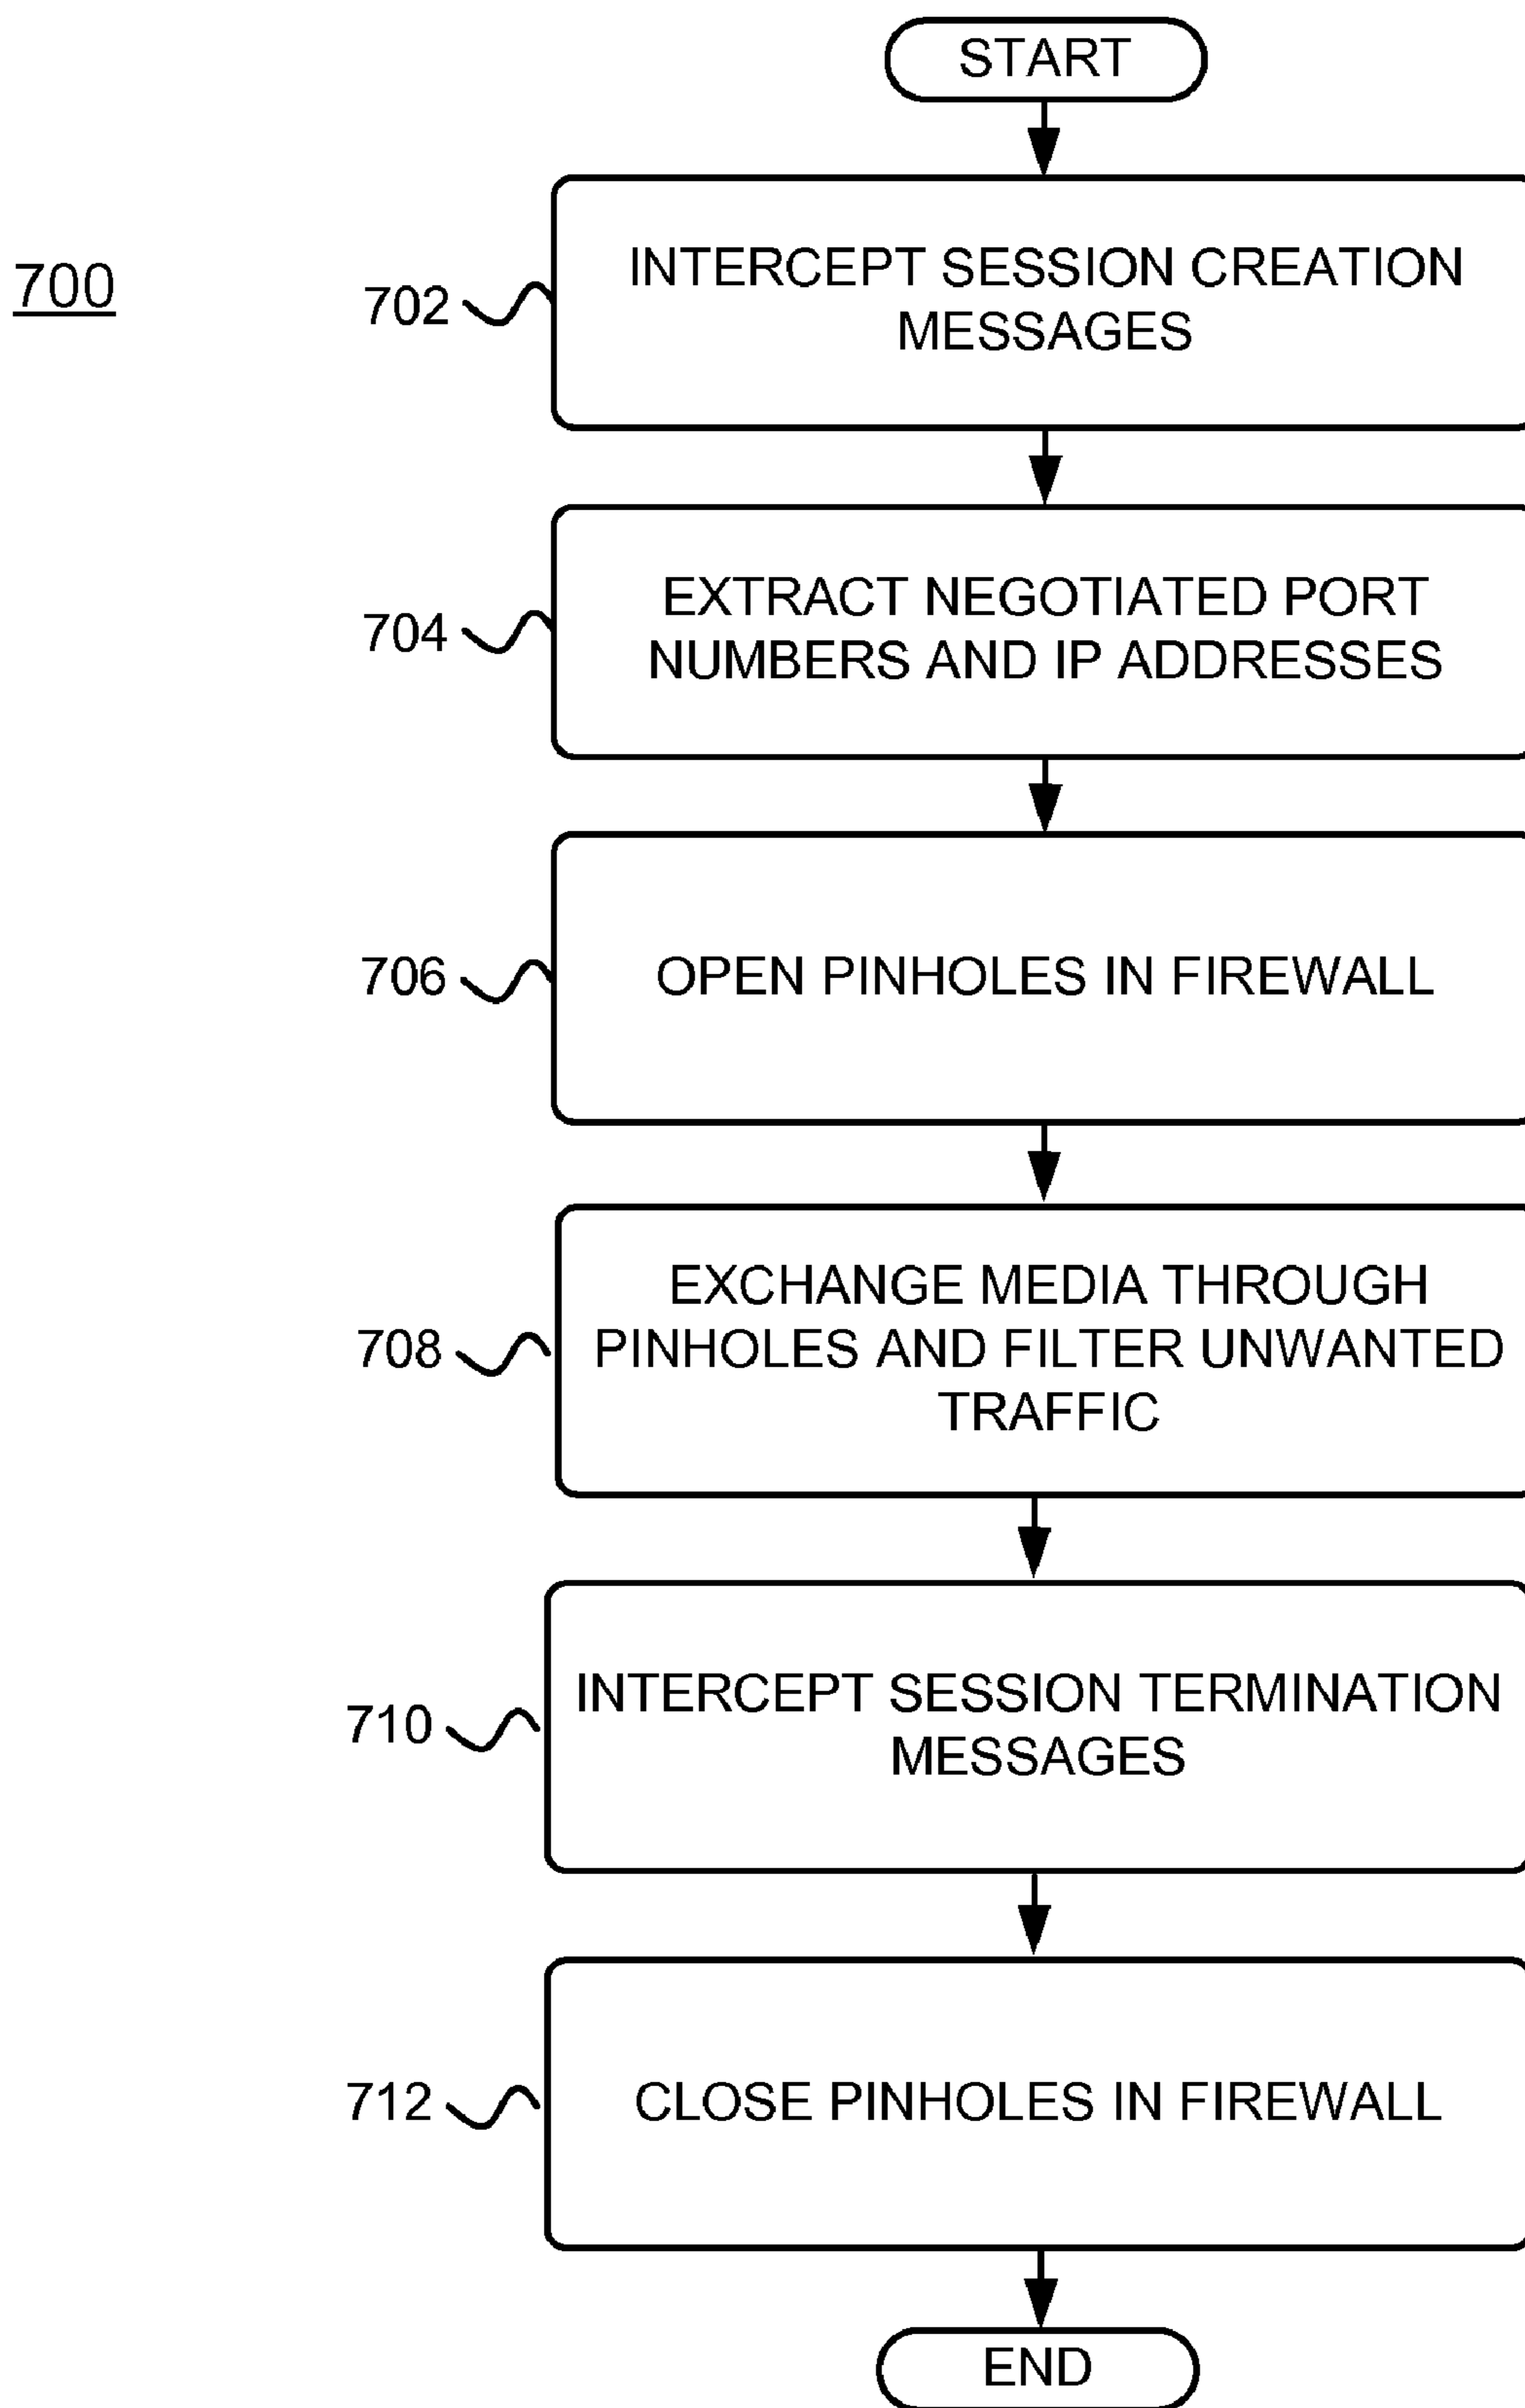 START
700
702
INTERCEPT SESSION CREATION
MESSAGES
704
EXTRACT NEGOTIATED PORT
NUMBERS AND IP ADDRESSES
706
OPEN PINHOLES IN FIREWALL
708
EXCHANGE MEDIA THROUGH
PINHOLES AND FILTER UNWANTED
TRAFFIC
710
INTERCEPT SESSION TERMINATION
MESSAGES
712
CLOSE PINHOLES IN FIREWALL
END